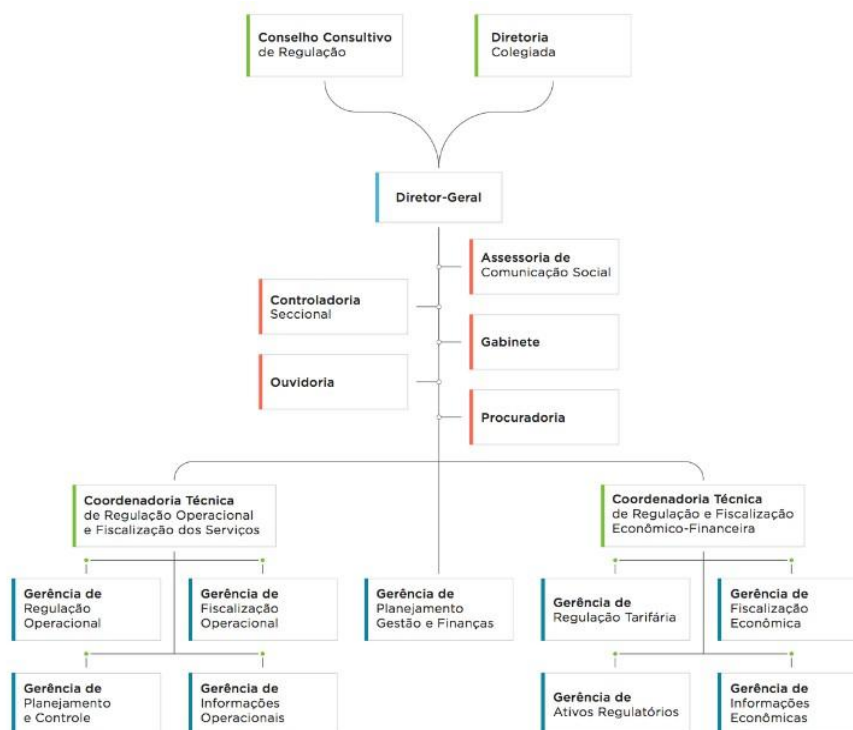 Conselho Consultivo
de Regulação
Diretoria
Colegiada
Diretor-Geral
Assessoria de
Comunicação Social
Controladoria
Seccional
Gabinete
Ouvidoria
Procuradoria
Coordenadoria Técnica
de Regulação Operacional
e Fiscalização dos Serviços
Coordenadoria Técnica
de Regulação e Fiscalização
Econômico-Financeira
Gerência de
Regulação
Operacional
Gerência de
Fiscalização
Operacional
Gerência de
Planejamento
Gestão e Finanças
Gerência de
Regulação Tarifária
Gerência de
Fiscalização
Econômica
Gerência de
Planejamento
e Controle
Gerência de
Informações
Operacionais
Gerência de
Ativos Regulatórios
Gerência de
Informações
Econômicas